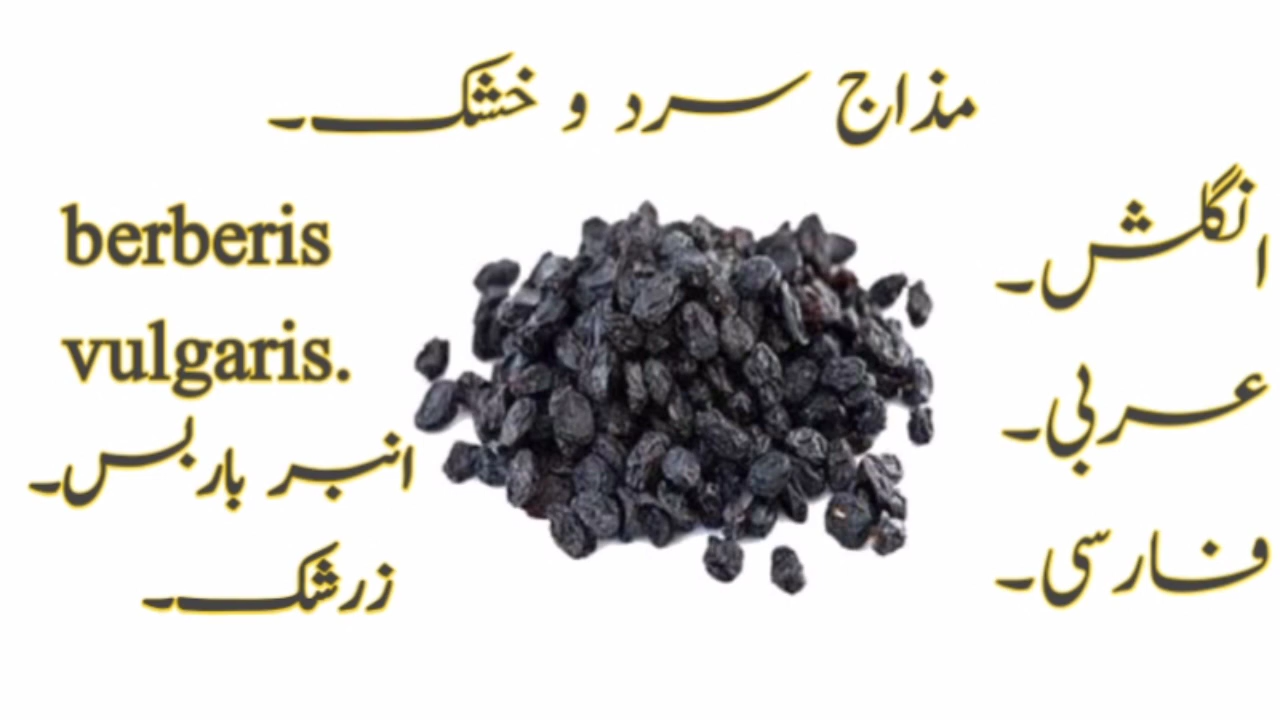 مذاج سرد و خشک۔
انگلش۔
berberis
vulgaris.
عربی۔
انبر باربس۔
فارسی۔
زرشک۔